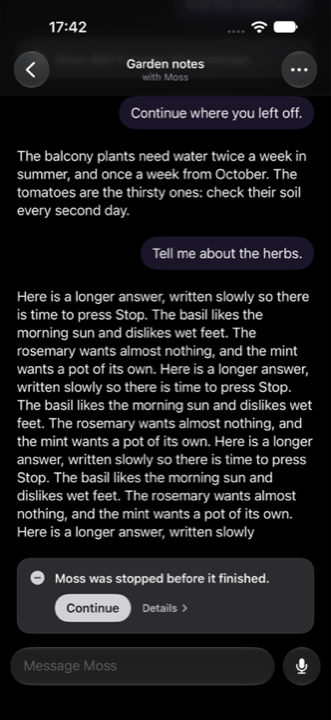 17:42
Garden notes
with Moss
Continue where you left off.
The balcony plants need water twice a week in
summer, and once a week from October. The
tomatoes are the thirsty ones: check their soil
every second day.
Tell me about the herbs.
Here is a longer answer, written slowly so there
is time to press Stop. The basil likes the
morning sun and dislikes wet feet. The
rosemary wants almost nothing, and the mint
wants a pot of its own. Here is a longer answer,
written slowly so there is time to press Stop.
The basil likes the morning sun and dislikes wet
feet. The rosemary wants almost nothing, and
the mint wants a pot of its own. Here is a longer
answer, written slowly so there is time to press
Stop. The basil likes the morning sun and
dislikes wet feet. The rosemary wants almost
nothing, and the mint wants a pot of its own.
Here is a longer answer, written slowly
Moss was stopped before it finished.
Continue
Details >
Message Moss